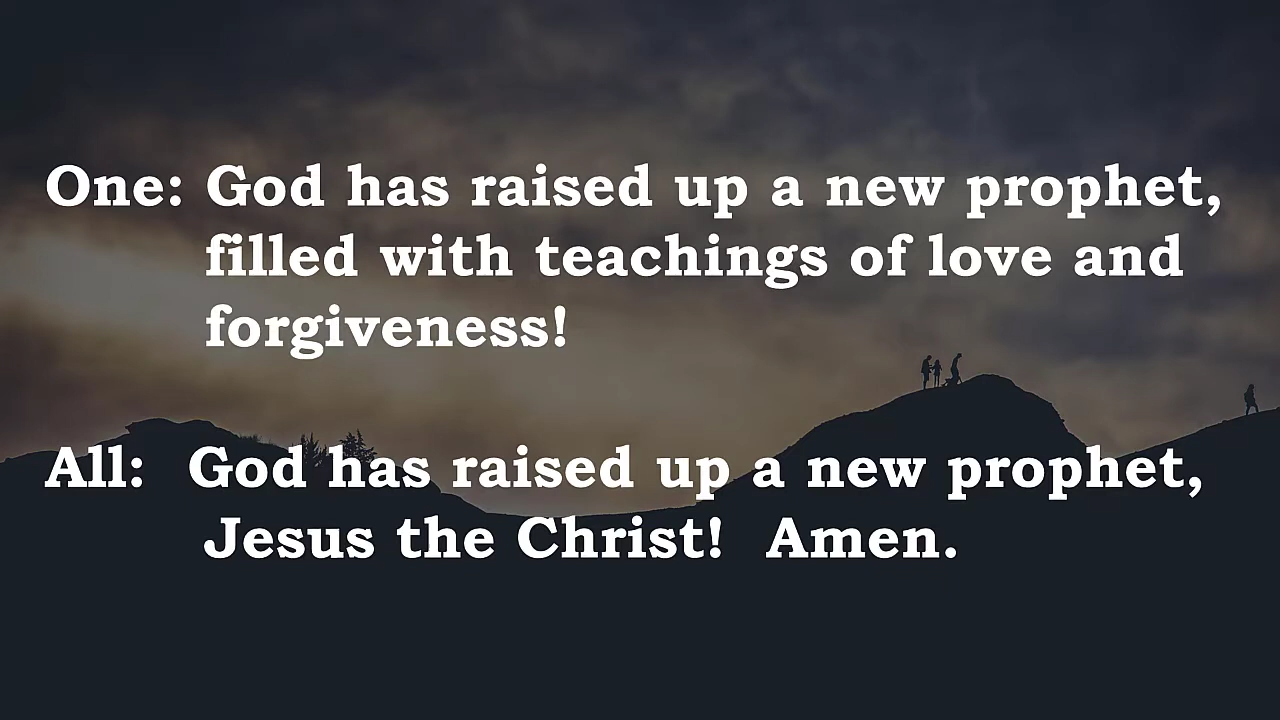 One: God has raised up a new prophet,
filled with teachings of love and
forgiveness!
All: God has raised up a new prophet,
Jesus the Christ! Amen.